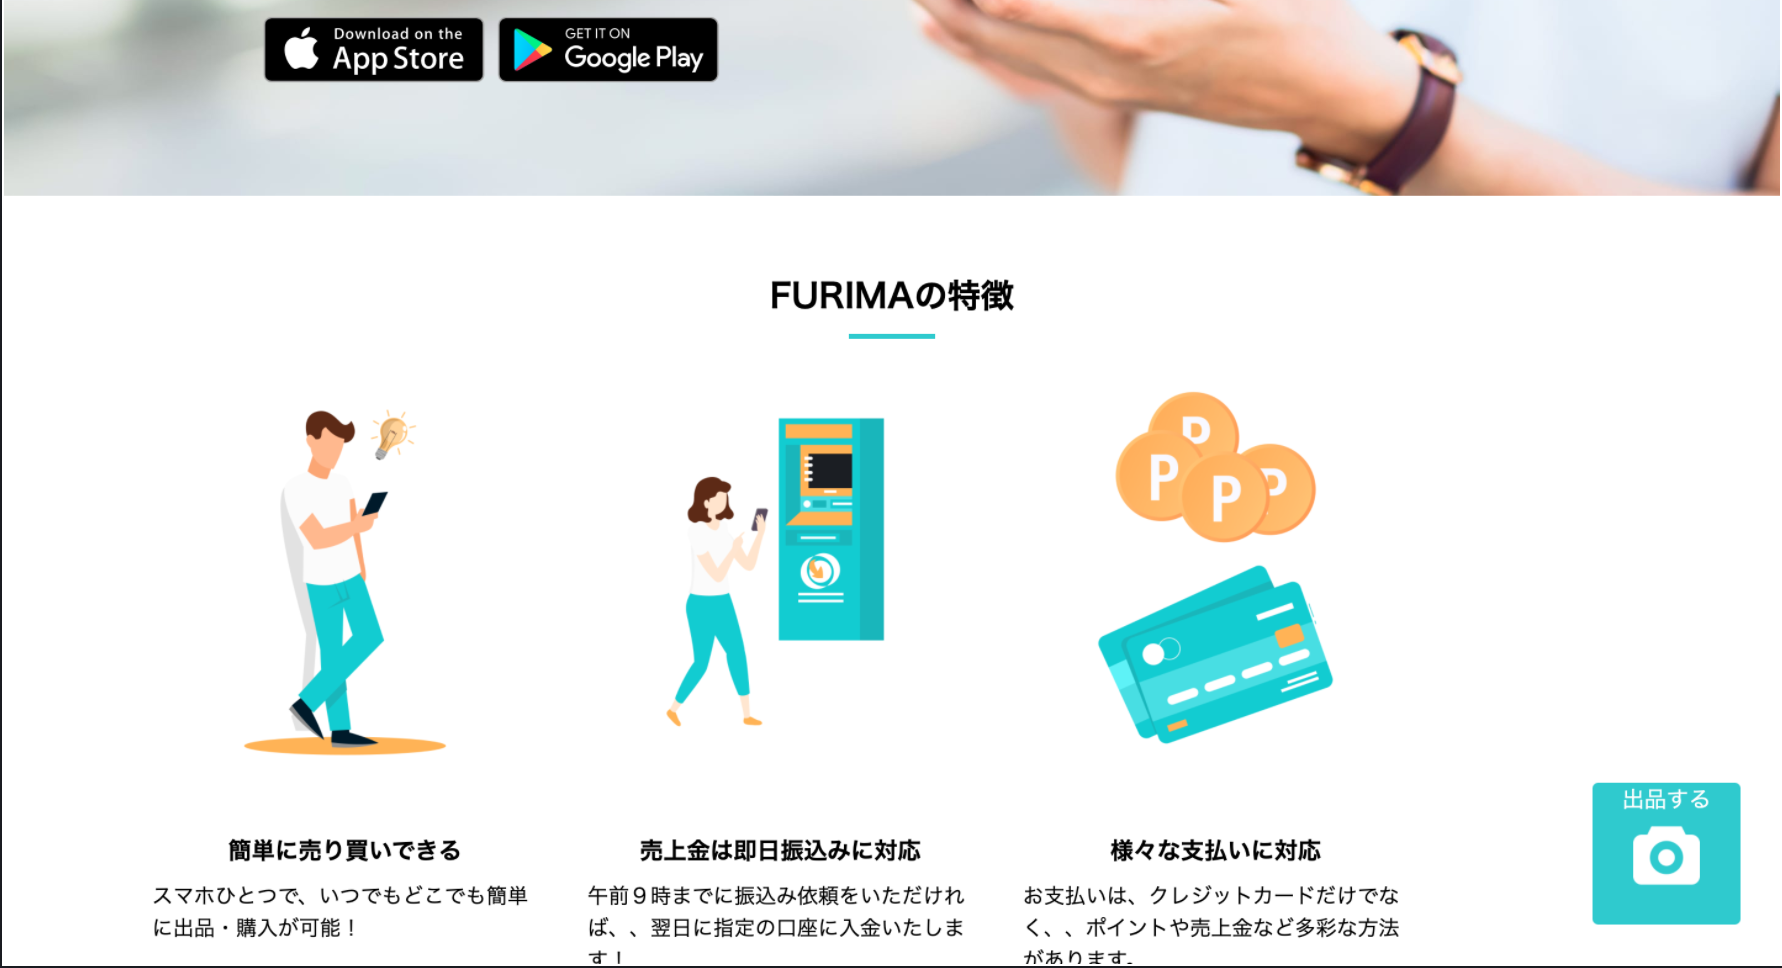 Download on the
App Store
GET IT ON
Google Play
FURIMAの特徴
P
P
P
P
簡単に売り買いできる
スマホひとつで、いつでもどこでも簡単
に出品・購入が可能！
売上金は即日振込みに対応
午前９時までに振込み依頼をいただけれ
ば、、翌日に指定の口座に入金いたしま
す！
様々な支払いに対応
お支払いは、クレジットカードだけでな
く、、ポイントや売上金など多彩な方法
があります。
出品する